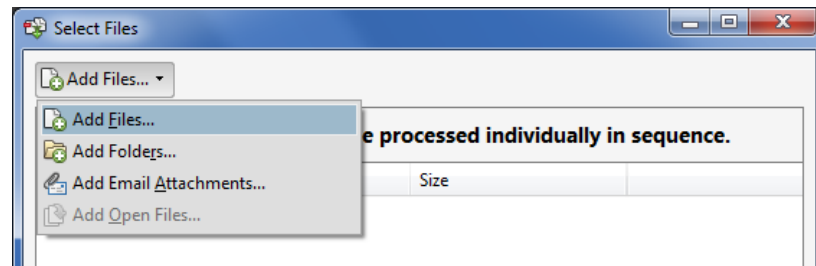 Select Files
Add Files...
Add Files...
e processed individually in sequence.
Add Folders...
Size
Add Email Attachments...
Add Open Files...